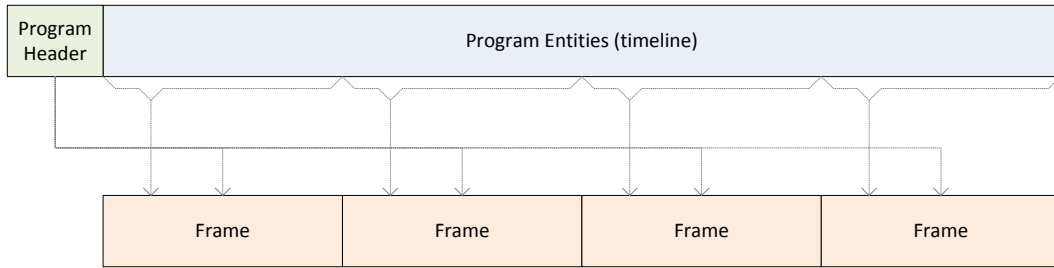 Program
Header
Program Entities (timeline)
Frame
Frame
Frame
Frame